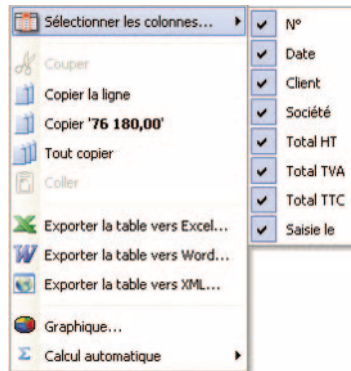 Sélectionner les colonnes...
Couper
Copier la ligne
Copier '76 180,00'
Tout copier
Coller
Exporter la table vers Excel...
Exporter la table vers Word...
Exporter la table vers XML...
Graphique...
Calcul automatique
N°
Date
Client
Société
Total HT
Total TVA
Total TTC
Saisie le